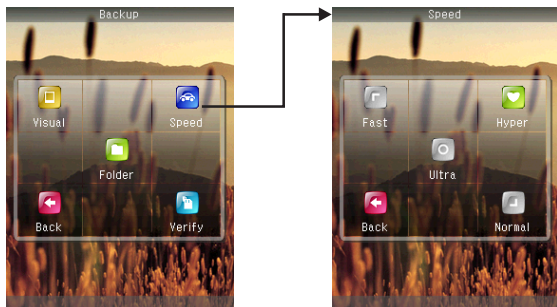 Backup
Visual Speed
Folder
Back Verify
Speed
Fast Hyper
Ultra
Back Normal